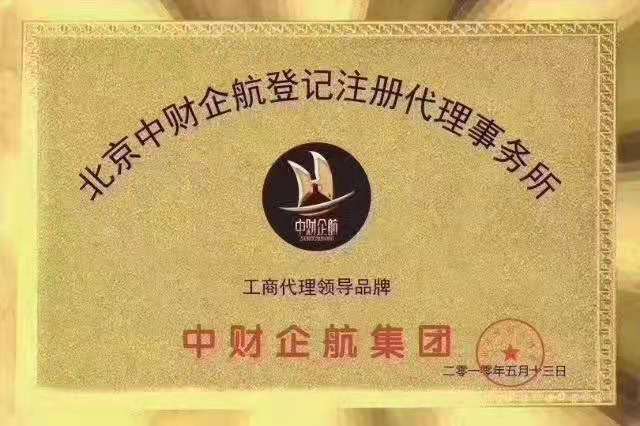 北京中财企航登记注册代理事务所
中财企航
工商代理领导品牌
中财企航集团
二零一零年五月十三日